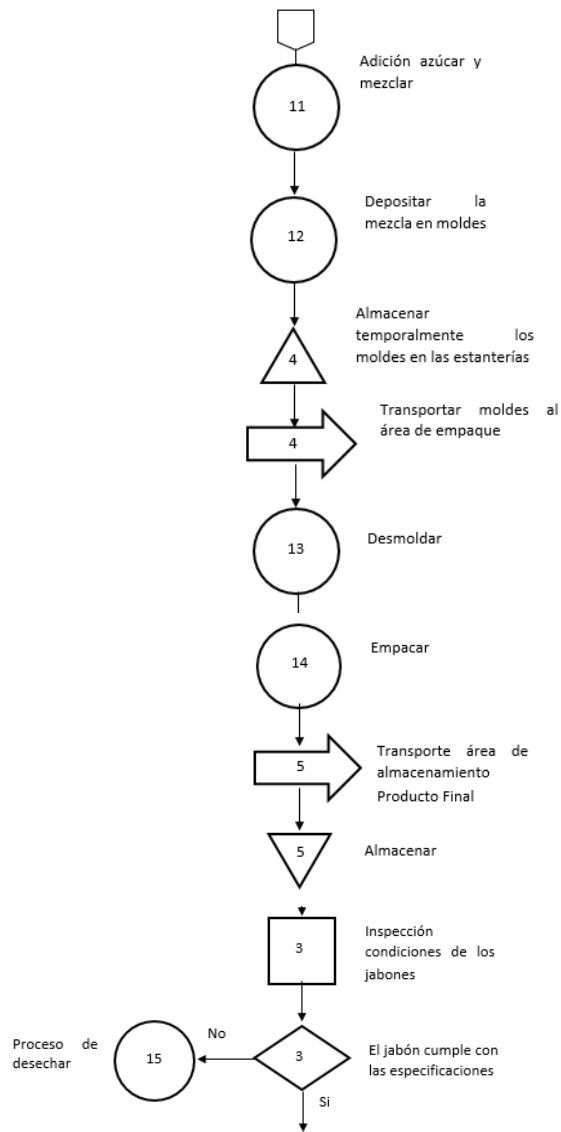 Adición azúcar y
mezclar
11
Depositar la
mezcla en moldes
12
Almacenar
temporalmente los
moldes en las estanterías
4
Transportar moldes al
área de empaque
4
Desmoldar
13
Empacar
14
Transporte área de
almacenamiento
Producto Final
5
Almacenar
5
Inspección
condiciones de los
jabones
3
Proceso de
desechar
15
No
3
El jabón cumple con
las especificaciones
Si